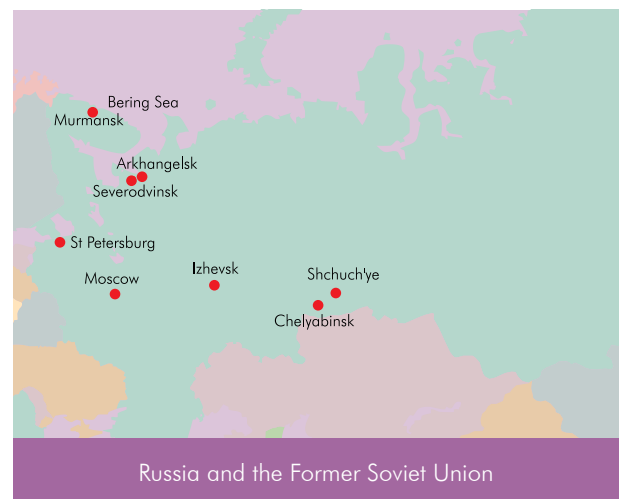 Bering Sea
Murmansk
Arkhangelsk
Severodvinsk
St Petersburg
Izhevsk
Moscow
Shchuch'ye
Chelyabinsk
Russia and the Former Soviet Union